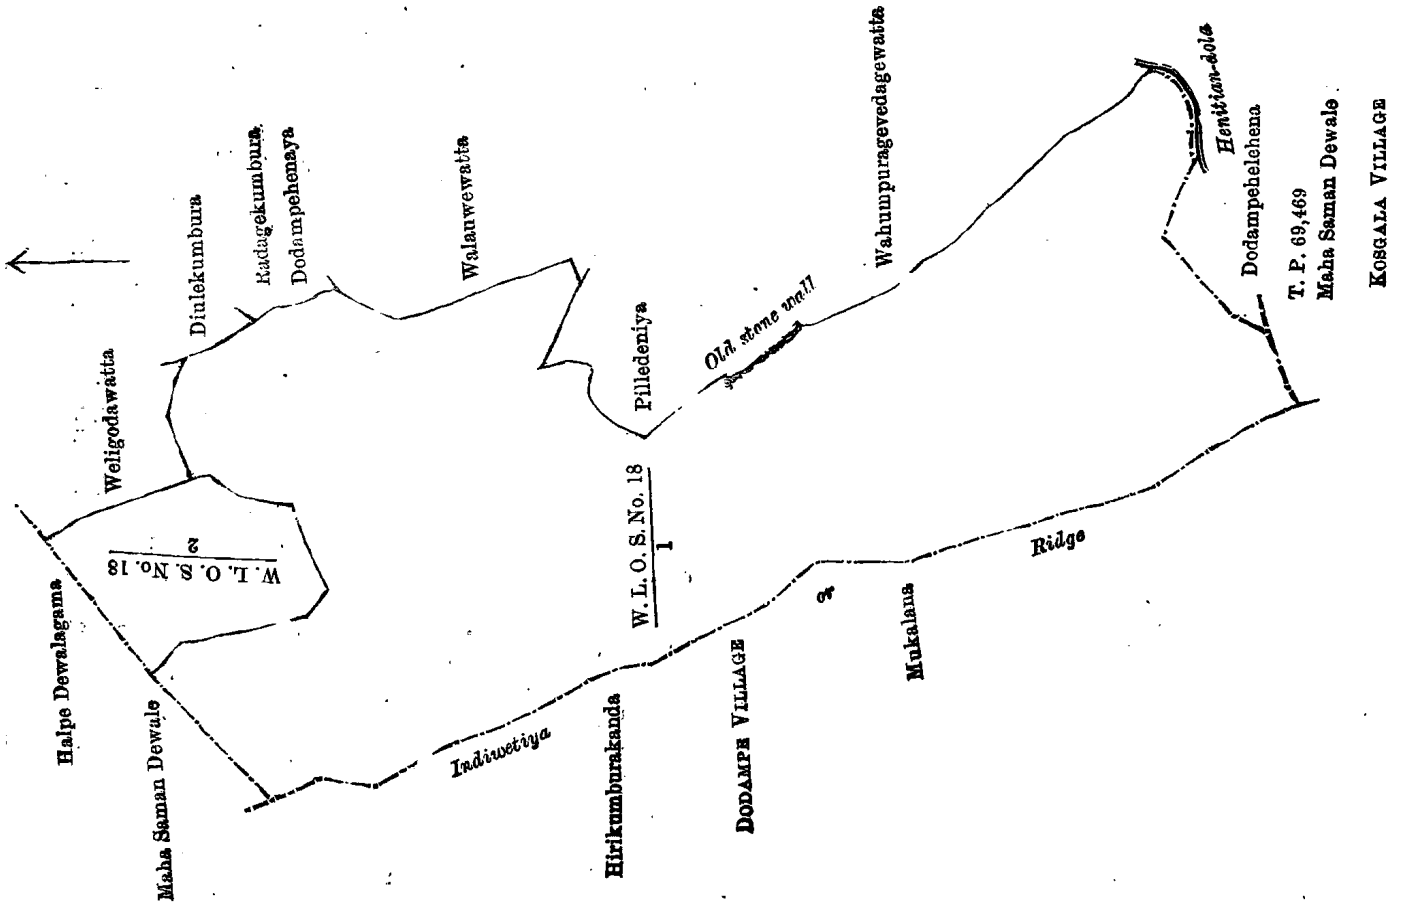 Halpe Dewalagama
Maha Saman Dewale
Weligodawatta
W. L. O. S. No. 18
2
Diulekumbura
Radagekumbura
Dodampehenaya
Walauwewatta
Pilledeniya
W. L. O. S. No. 18
1
Old stone wall
Wahumpuragevedagewatta
Henitian-dola
Dodampehelehena
T. P. 69,469
Maha Saman Dewale
KOSGALA VILLAGE
Indiwetiya
or
Ridge
Hirikumburakanda
DODAMPE VILLAGE
Mukalana